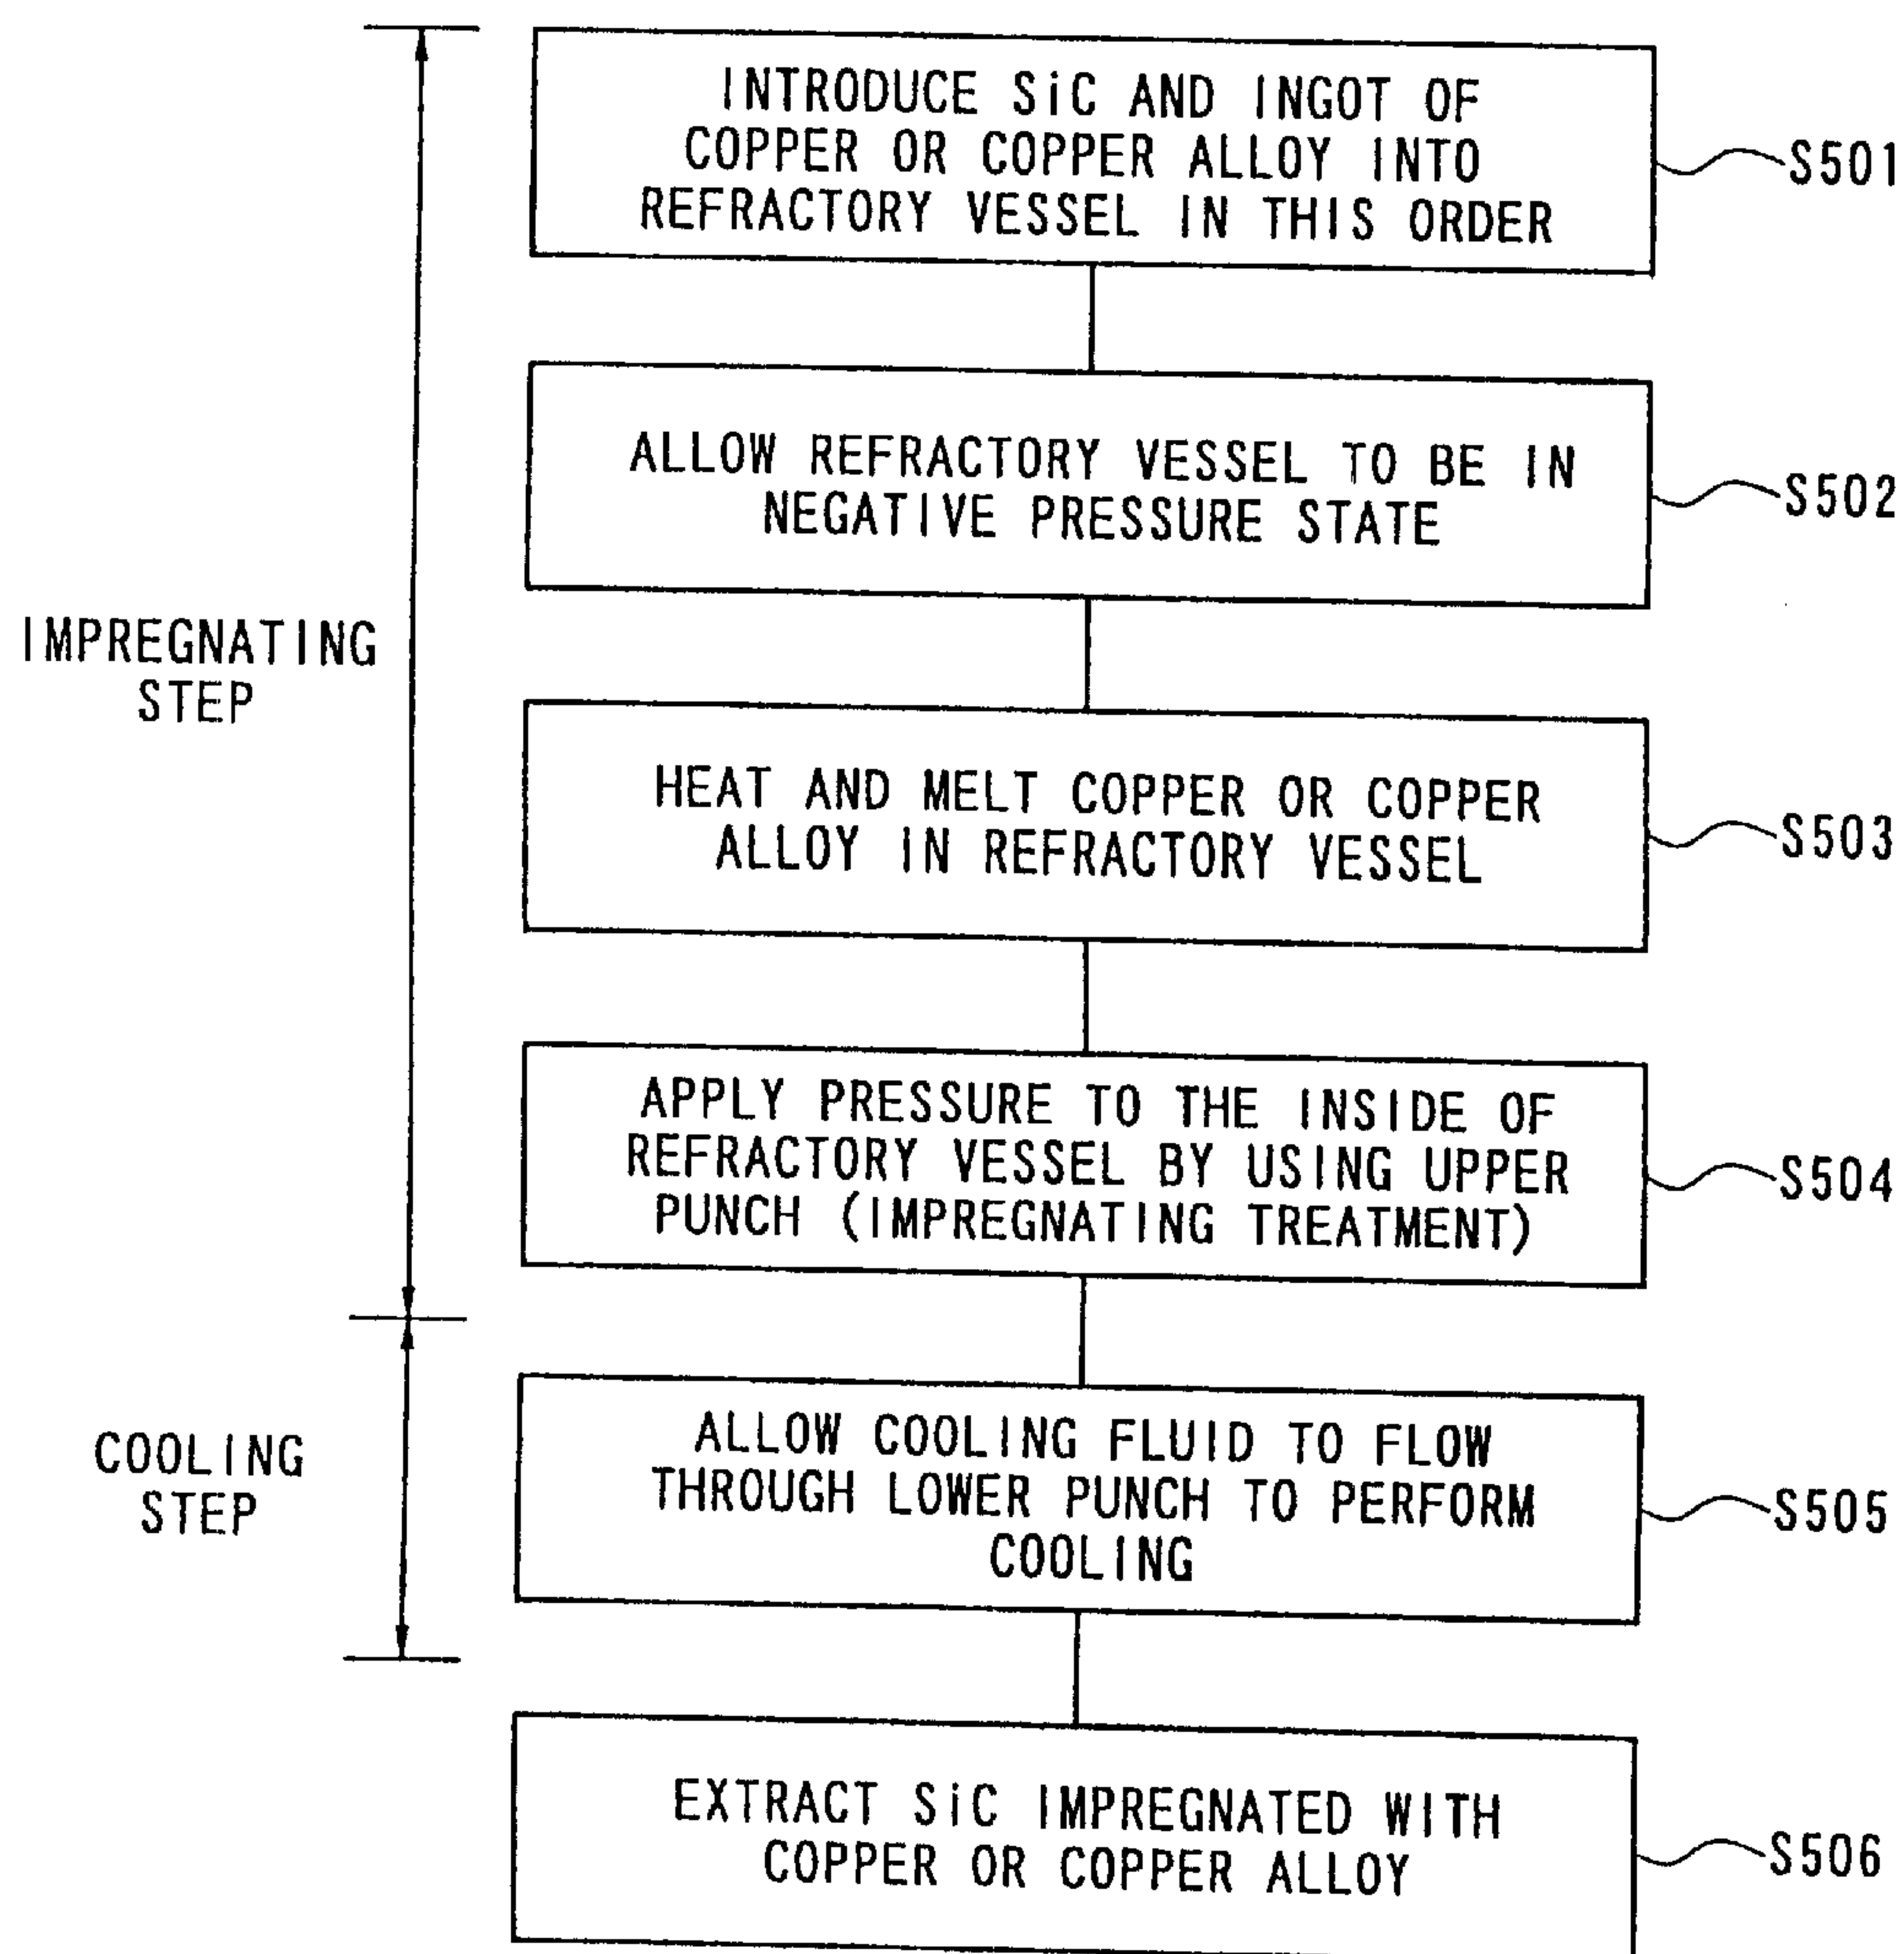 INTRODUCE SiC AND INGOT OF
COPPER OR COPPER ALLOY INTO
REFRACTORY VESSEL IN THIS ORDER
S501
ALLOW REFRACTORY VESSEL TO BE IN
NEGATIVE PRESSURE STATE
S502
IMPREGNATING
STEP
HEAT AND MELT COPPER OR COPPER
ALLOY IN REFRACTORY VESSEL
S503
APPLY PRESSURE TO THE INSIDE OF
REFRACTORY VESSEL BY USING UPPER
PUNCH (IMPREGNATING TREATMENT)
S504
COOLING
STEP
ALLOW COOLING FLUID TO FLOW
THROUGH LOWER PUNCH TO PERFORM
COOLING
S505
EXTRACT SiC IMPREGNATED WITH
COPPER OR COPPER ALLOY
S506